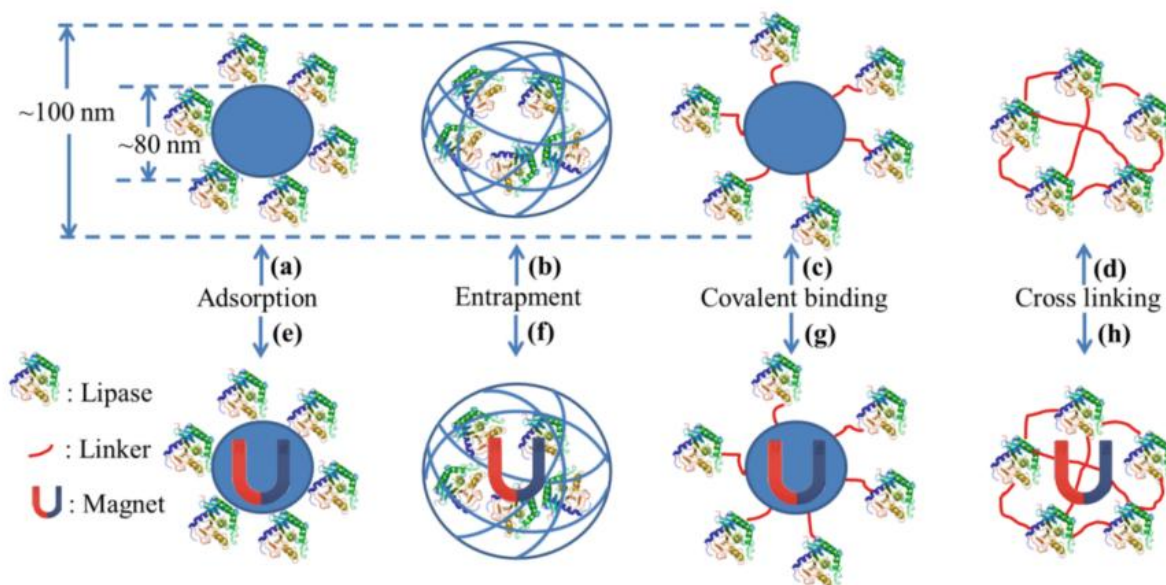 ~100 nm
~80 nm
(a) (b) (c) (d)
Adsorption Entrapment Covalent binding Cross linking
(e) (f) (g) (h)
: Lipase
: Linker
: Magnet